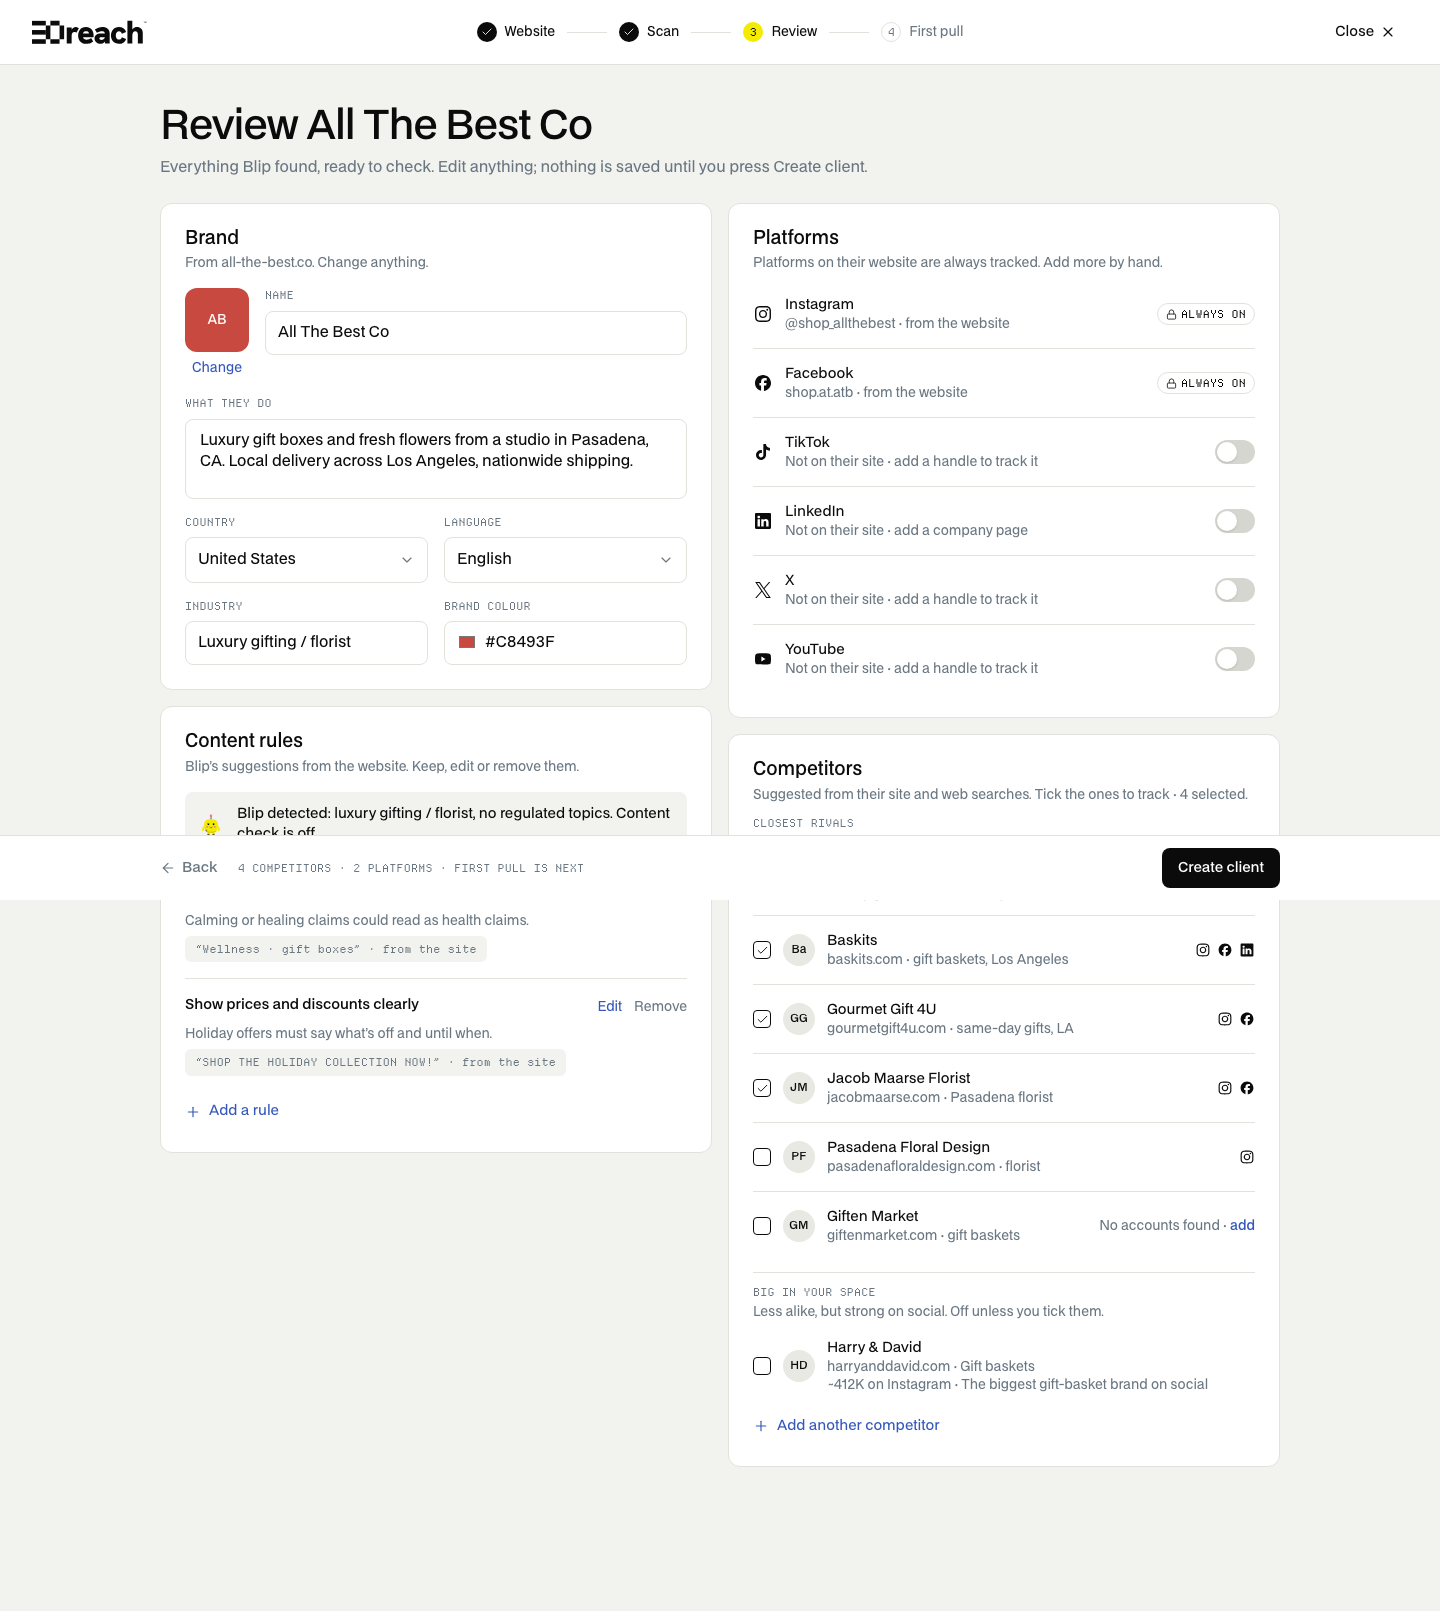 reach
Website
Scan
3
Review
4
First pull
Close
Review All The Best Co
Everything Blip found, ready to check. Edit anything; nothing is saved until you press Create client.
Brand
From all-the-best.co. Change anything.
AB
Change
NAME
All The Best Co
WHAT THEY DO
Luxury gift boxes and fresh flowers from a studio in Pasadena,
CA. Local delivery across Los Angeles, nationwide shipping.
COUNTRY
United States
LANGUAGE
English
INDUSTRY
Luxury gifting / florist
BRAND COLOUR
#C8493F
Platforms
Platforms on their website are always tracked. Add more by hand.
Instagram
@shop_allthebest · from the website
ALWAYS ON
Facebook
shop.at.atb · from the website
ALWAYS ON
TikTok
Not on their site · add a handle to track it
LinkedIn
Not on their site · add a company page
X
Not on their site · add a handle to track it
YouTube
Not on their site · add a handle to track it
Content rules
Blip's suggestions from the website. Keep, edit or remove them.
Blip detected: luxury gifting / florist, no regulated topics. Content
check is off
Competitors
Suggested from their site and web searches. Tick the ones to track · 4 selected.
CLOSEST RIVALS
Back
4 COMPETITORS · 2 PLATFORMS · FIRST PULL IS NEXT
Create client
Calming or healing claims could read as health claims.
“Wellness · gift boxes” · from the site
Show prices and discounts clearly
Edit
Remove
Holiday offers must say what's off and until when.
“SHOP THE HOLIDAY COLLECTION NOW!” · from the site
Add a rule
Ba
Baskits
baskits.com · gift baskets, Los Angeles
GG
Gourmet Gift 4U
gourmetgift4u.com · same-day gifts, LA
JM
Jacob Maarse Florist
jacobmaarse.com · Pasadena florist
PF
Pasadena Floral Design
pasadenafloraldesign.com · florist
GM
Giften Market
giftenmarket.com · gift baskets
No accounts found · add
BIG IN YOUR SPACE
Less alike, but strong on social. Off unless you tick them.
HD
Harry & David
harryanddavid.com · Gift baskets
~412K on Instagram · The biggest gift-basket brand on social
Add another competitor